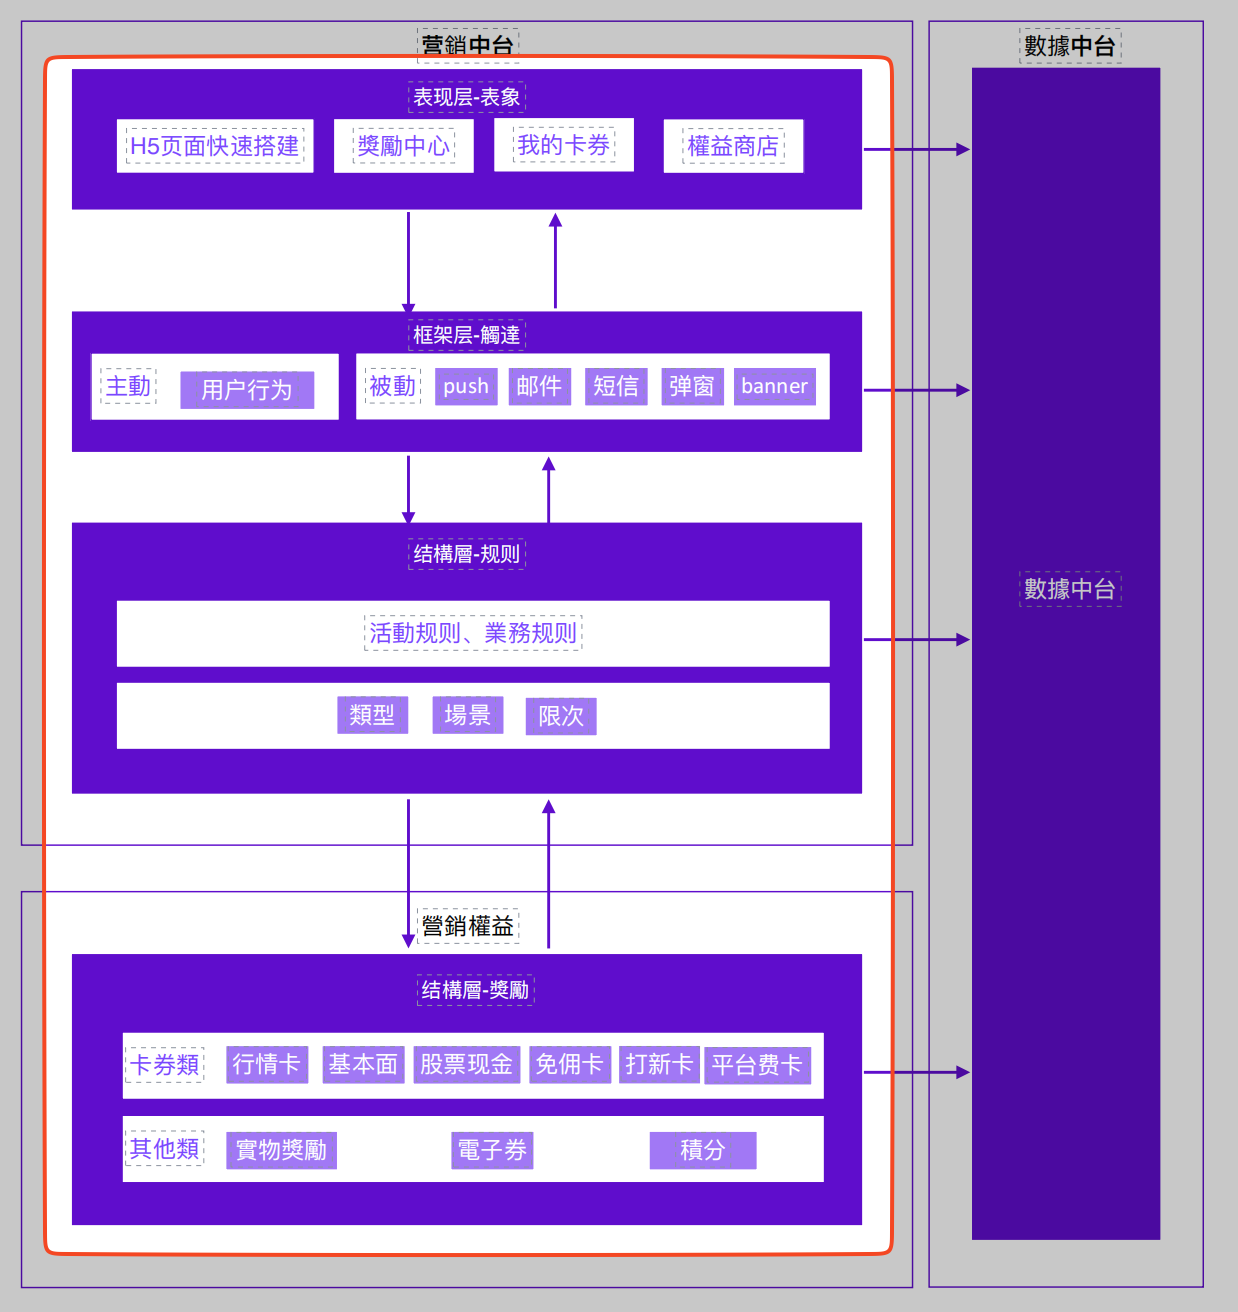 营銷中台
數據中台
表现层-表象
H5页面快速搭建
獎勵中心
我的卡券
權益商店
框架层-觸達
主動
用户行为
被動
push
邮件
短信
弹窗
banner
结構層-规则
數據中台
活動规则、業務规则
類型
場景
限次
營銷權益
结構層-獎勵
卡券類
行情卡
基本面
股票现金
免佣卡
打新卡
平台费卡
其他類
實物獎勵
電子券
積分